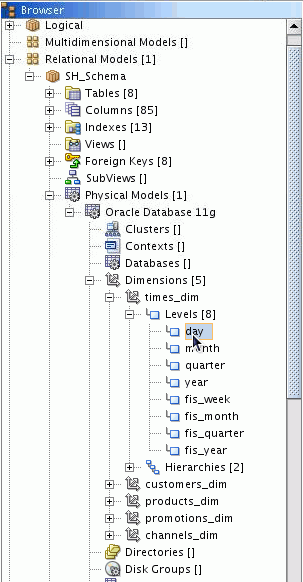 Browser
Logical
Multidimensional Models []
Relational Models [1]
SH_Schema
Tables [8]
Columns [85]
Indexes [13]
Views []
Foreign Keys [8]
SubViews []
Physical Models [1]
Oracle Database 11g
Clusters []
Contexts []
Databases []
Dimensions [5]
times_dim
Levels [8]
day
month
quarter
year
fis_week
fis_month
fis_quarter
fis_year
Hierarchies [2]
customers_dim
products_dim
promotions_dim
channels_dim
Directories []
Disk Groups []